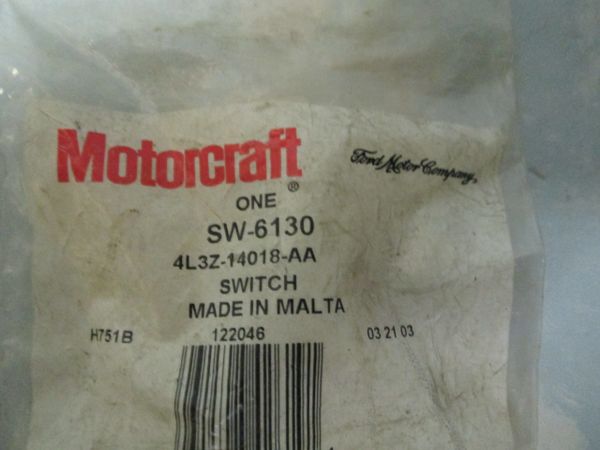 Motorcraft®
Ford Motor Company,
ONE
SW-6130
4L3Z-14018-AA
SWITCH
MADE IN MALTA
H751B 122046 03 21 03